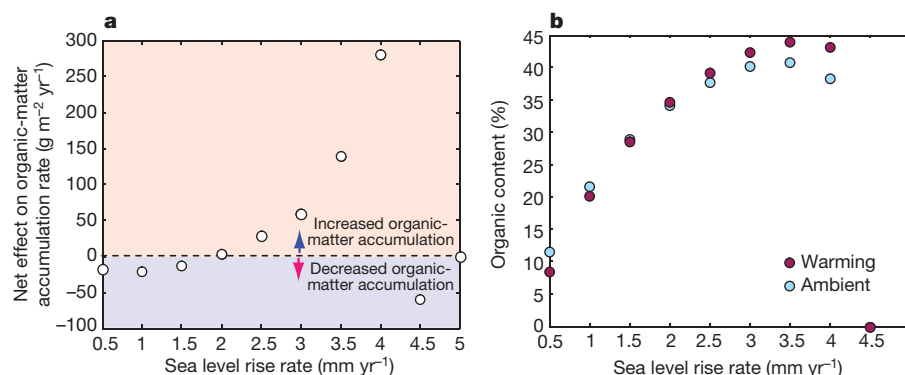 a
Net effect on organic-matter
accumulation rate (g m⁻² yr⁻¹)
300
250
200
150
100
50
0
−50
−100
Increased organic-
matter accumulation
Decreased organic-
matter accumulation
0.5 1 1.5 2 2.5 3 3.5 4 4.5 5
Sea level rise rate (mm yr⁻¹)
b
Organic content (%)
45
40
35
30
25
20
15
10
5
0
Warming
Ambient
0.5 1 1.5 2 2.5 3 3.5 4 4.5
Sea level rise rate (mm yr⁻¹)